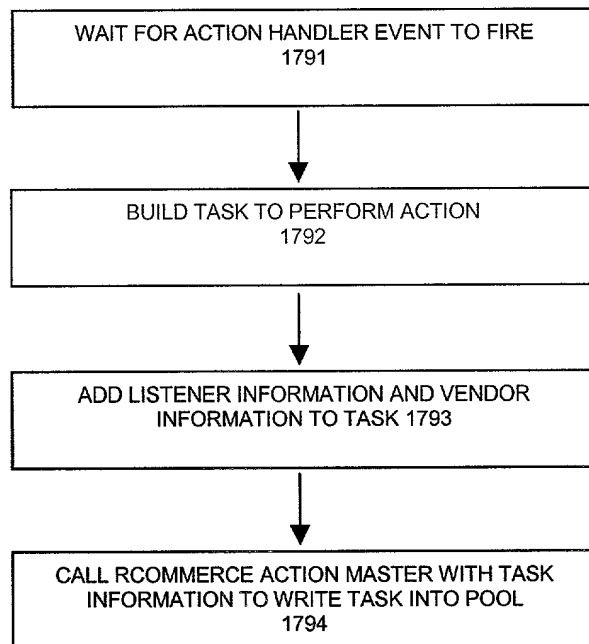 WAIT FOR ACTION HANDLER EVENT TO FIRE
1791
BUILD TASK TO PERFORM ACTION
1792
ADD LISTENER INFORMATION AND VENDOR
INFORMATION TO TASK 1793
CALL RCOMMERCE ACTION MASTER WITH TASK
INFORMATION TO WRITE TASK INTO POOL
1794